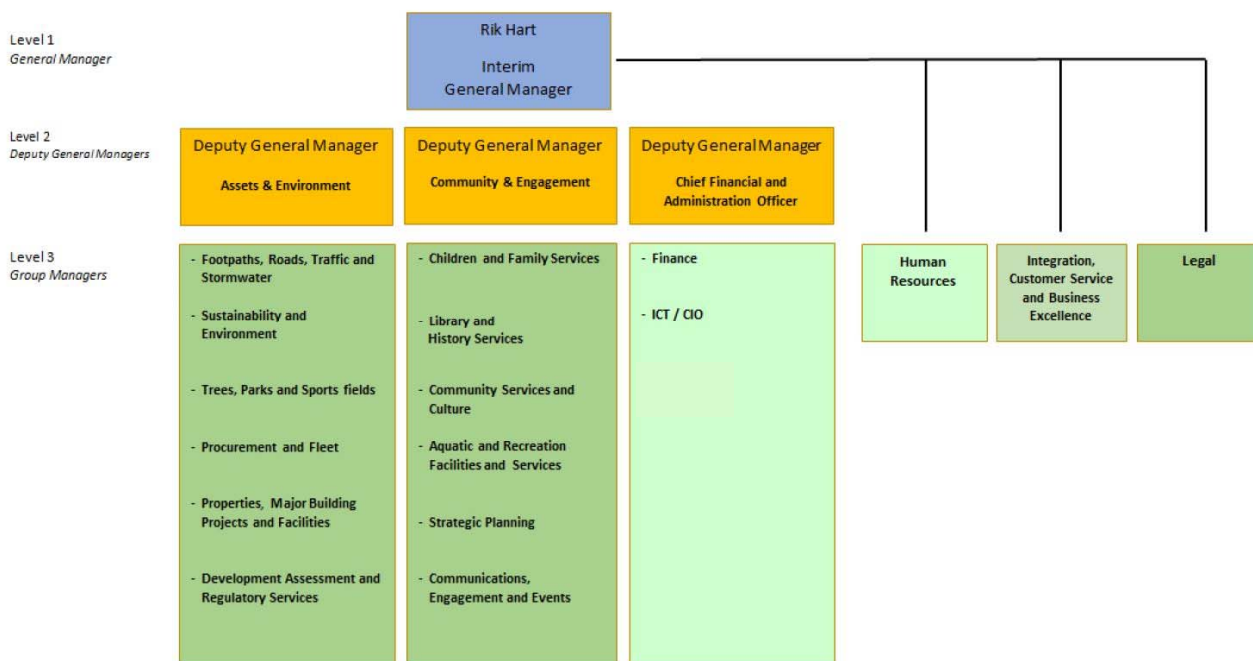 Level 1
General Manager
Rik Hart
Interim
General Manager
Level 2
Deputy General Managers
Deputy General Manager
Assets & Environment
Deputy General Manager
Community & Engagement
Deputy General Manager
Chief Financial and
Administration Officer
Level 3
Group Managers
- Footpaths, Roads, Traffic and
Stormwater
- Sustainability and
Environment
- Trees, Parks and Sports fields
- Procurement and Fleet
- Properties, Major Building
Projects and Facilities
- Development Assessment and
Regulatory Services
- Children and Family Services
- Library and
History Services
- Community Services and
Culture
- Aquatic and Recreation
Facilities and Services
- Strategic Planning
- Communications,
Engagement and Events
- Finance
- ICT / CIO
Human
Resources
Integration,
Customer Service
and Business
Excellence
Legal